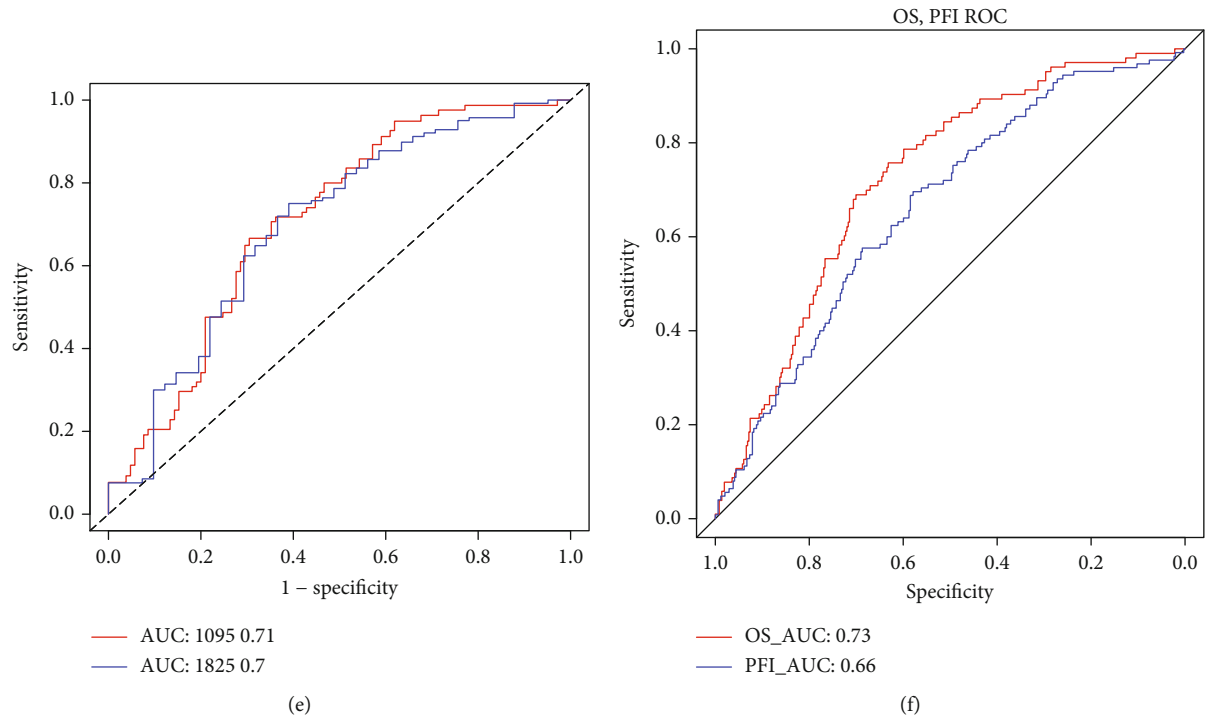 1.0
0.8
0.6
0.4
0.2
0.0
Sensitivity
0.0 0.2 0.4 0.6 0.8 1.0
1 − specificity
AUC: 1095 0.71
AUC: 1825 0.7
(e)
OS, PFI ROC
1.0
0.8
0.6
0.4
0.2
0.0
Sensitivity
1.0 0.8 0.6 0.4 0.2 0.0
Specificity
OS_AUC: 0.73
PFI_AUC: 0.66
(f)